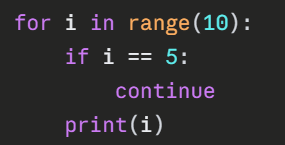 for i in range(10):
    if i == 5:
        continue
    print(i)